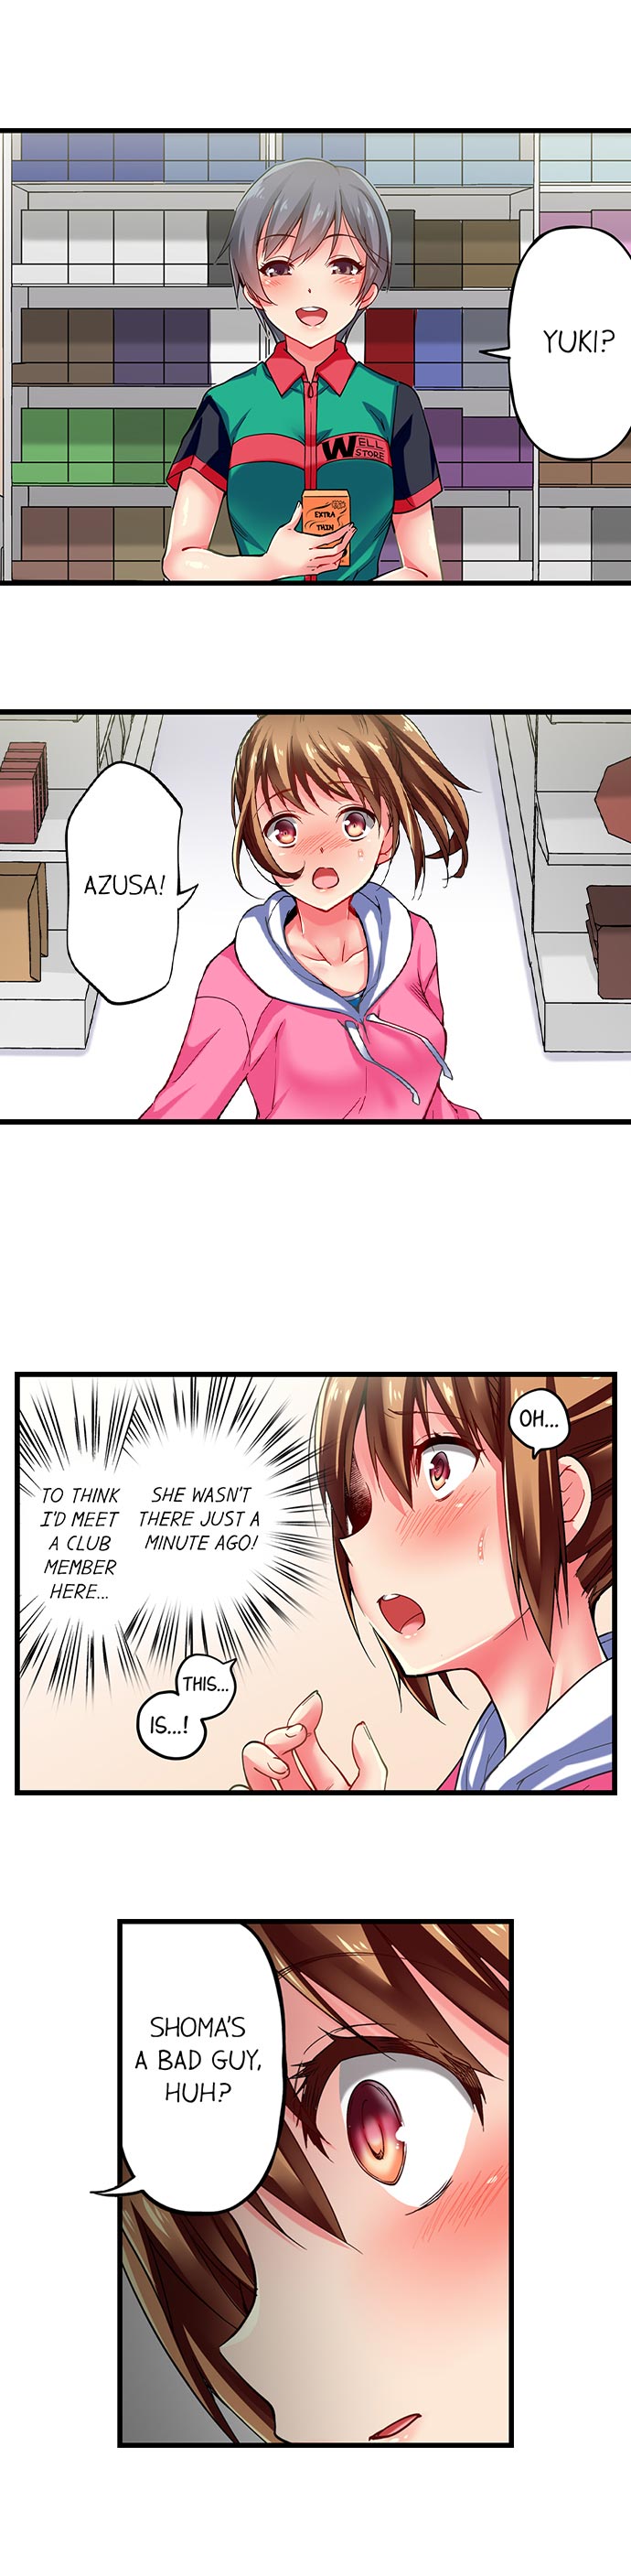 YUKI?
WELL
STORE
EXTRA
THIN
AZUSA!
OH...
SHE WASN'T
THERE JUST A
MINUTE AGO!
TO THINK
I'D MEET
A CLUB
MEMBER
HERE...
THIS...
IS...!
SHOMA'S
A BAD GUY,
HUH?